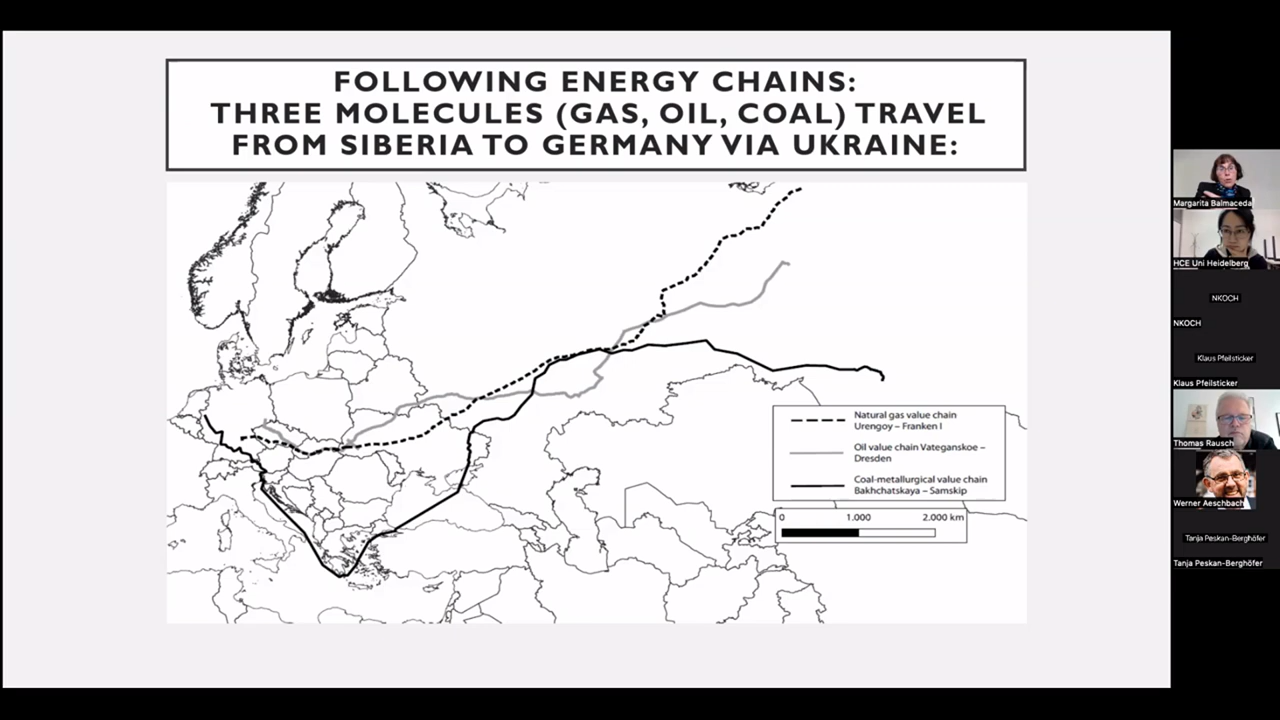 FOLLOWING ENERGY CHAINS:
THREE MOLECULES (GAS, OIL, COAL) TRAVEL
FROM SIBERIA TO GERMANY VIA UKRAINE:
Natural gas value chain
Urengoy – Franken I
Oil value chain Vateganskoe –
Dresden
Coal-metallurgical value chain
Bakhchatskaya – Samskip
0 1.000 2.000 km
Margarita Balmaceda
HCE Uni Heidelberg
NKOCH
NKOCH
Klaus Pfeilsticker
Klaus Pfeilsticker
Thomas Rausch
Werner Aeschbach
Tanja Peskan-Berghöfer
Tanja Peskan-Berghöfer